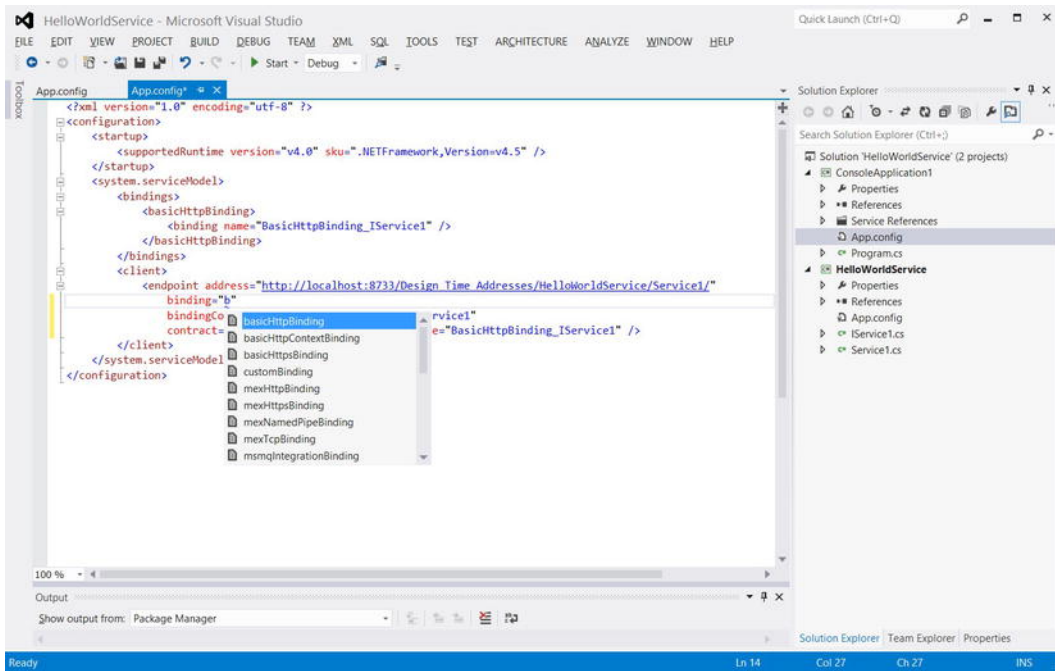 HelloWorldService - Microsoft Visual Studio
Quick Launch (Ctrl+Q)
FILE EDIT VIEW PROJECT BUILD DEBUG TEAM XML SQL TOOLS TEST ARCHITECTURE ANALYZE WINDOW HELP
Start Debug
Toolbox
App.config App.config*
<?xml version="1.0" encoding="utf-8" ?>
<configuration>
<startup>
<supportedRuntime version="v4.0" sku=".NETFramework,Version=v4.5" />
</startup>
<system.serviceModel>
<bindings>
<basicHttpBinding>
<binding name="BasicHttpBinding_IService1" />
</basicHttpBinding>
</bindings>
<client>
<endpoint address="http://localhost:8733/Design_Time_Addresses/HelloWorldService/Service1/"
binding="b"
bindingCo rvice1"
contract= e="BasicHttpBinding_IService1" />
</client>
</system.serviceModel
</configuration>
basicHttpBinding
basicHttpContextBinding
basicHttpsBinding
customBinding
mexHttpBinding
mexHttpsBinding
mexNamedPipeBinding
mexTcpBinding
msmqIntegrationBinding
100 %
Output
Show output from: Package Manager
Solution Explorer
Search Solution Explorer (Ctrl+;)
Solution 'HelloWorldService' (2 projects)
ConsoleApplication1
Properties
References
Service References
App.config
Program.cs
HelloWorldService
Properties
References
App.config
IService1.cs
Service1.cs
Solution Explorer Team Explorer Properties
Ready Ln 14 Col 27 Ch 27 INS